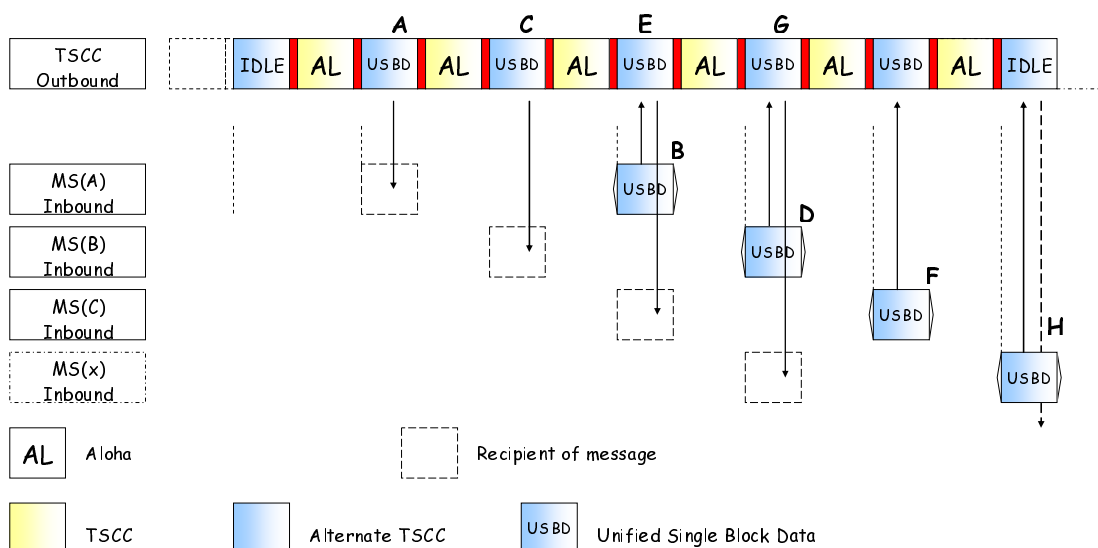 A C E G
TSCC
Outbound
IDLE AL USBD AL USBD AL USBD AL USBD AL USBD AL IDLE
MS(A)
Inbound
USBD B
MS(B)
Inbound
USBD D
MS(C)
Inbound
USBD F
MS(x)
Inbound
USBD H
AL Aloha
Recipient of message
TSCC
Alternate TSCC
USBD Unified Single Block Data